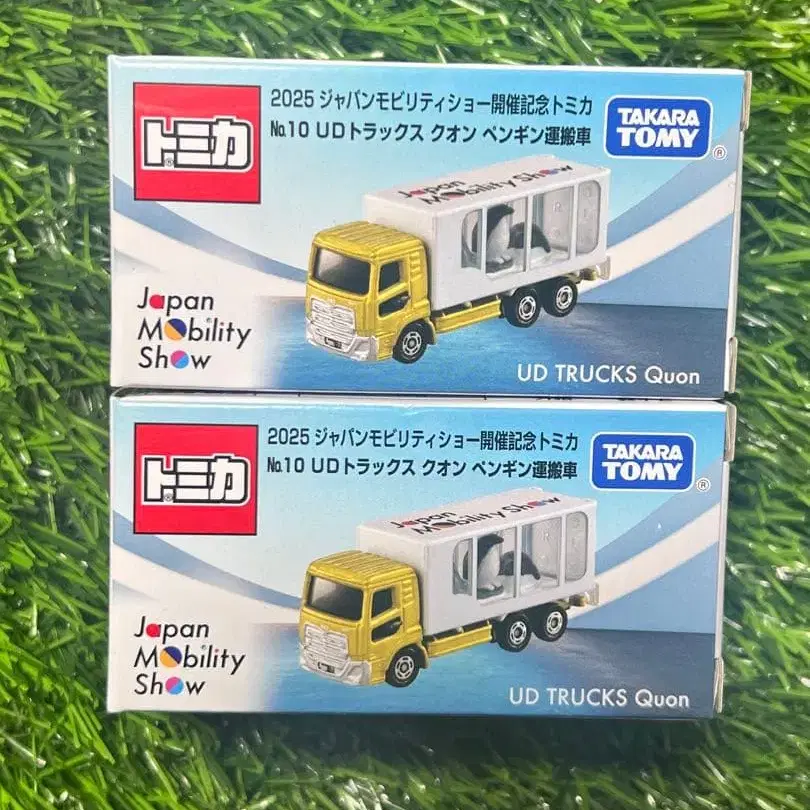 トミカ
®
2025 ジャパンモビリティショー開催記念トミカ
№10 UDトラックス クオン ペンギン運搬車
TAKARA
TOMY
®
Japan
Mobility Show
Japan
Mobility
Show
UD TRUCKS Quon
トミカ
®
2025 ジャパンモビリティショー開催記念トミカ
№10 UDトラックス クオン ペンギン運搬車
TAKARA
TOMY
®
Japan
Mobility Show
Japan
Mobility
Show
UD TRUCKS Quon